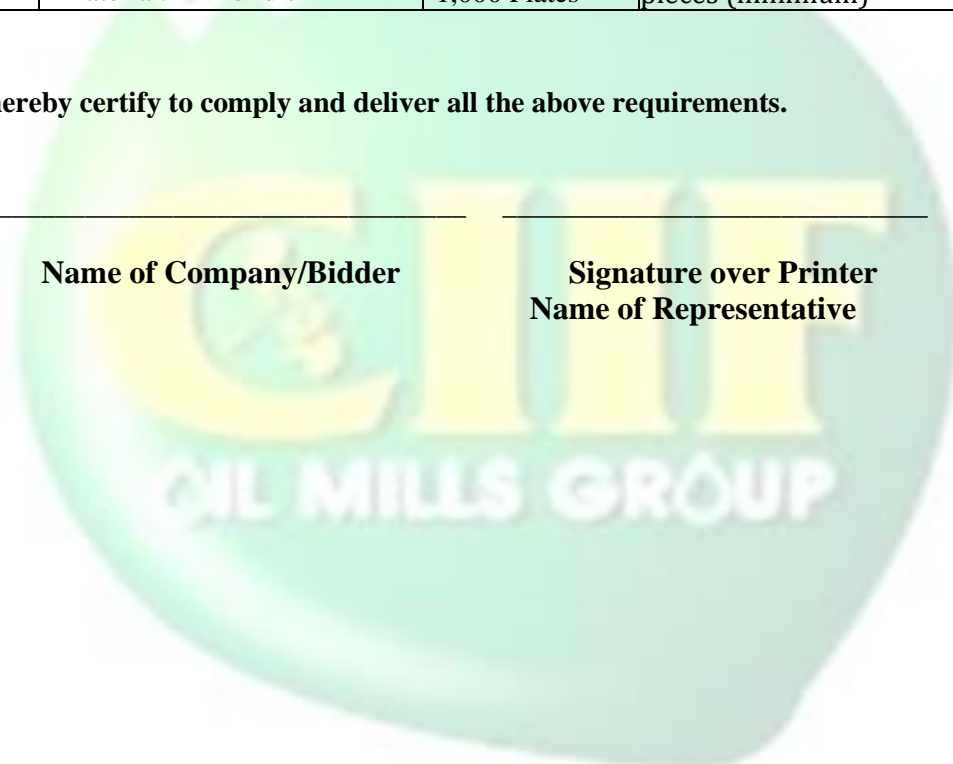 1,000 Plates pieces (minimum)
hereby certify to comply and deliver all the above requirements.
Name of Company/Bidder Signature over Printer
Name of Representative
CIIF
OIL MILLS GROUP